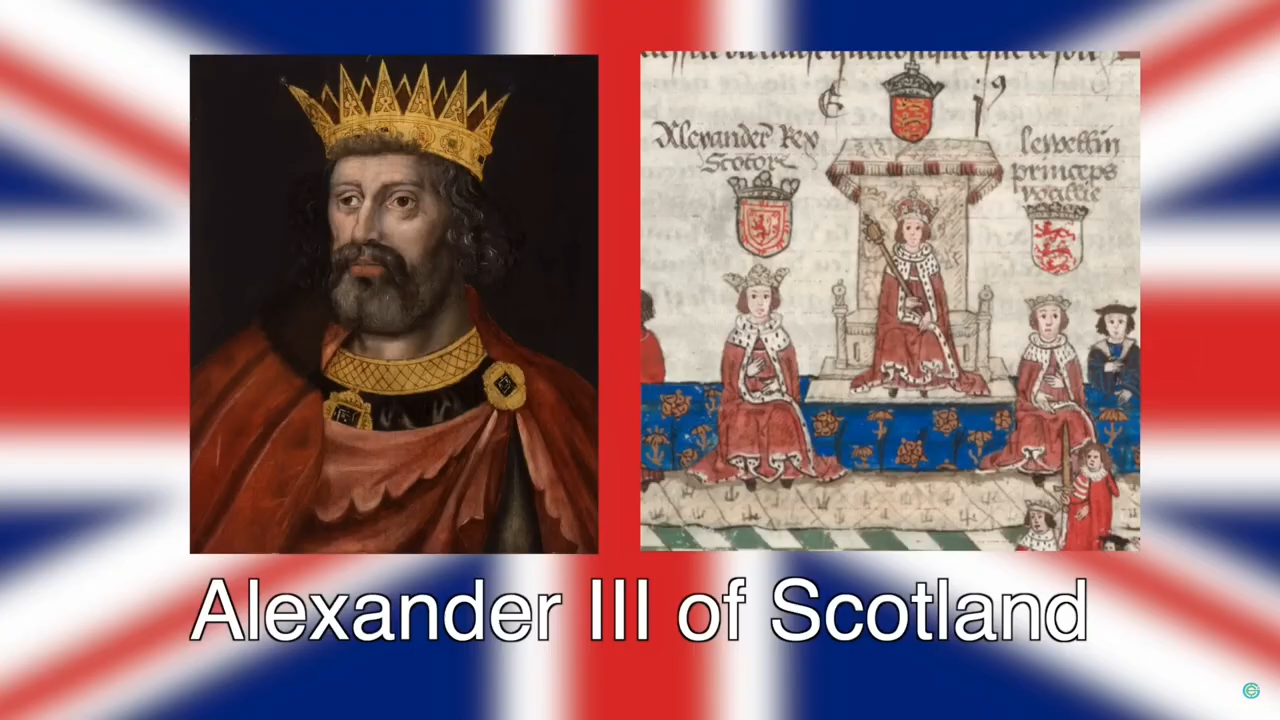 Alexander Rex
Scotor
lewellin
princeps
wallie
Alexander III of Scotland